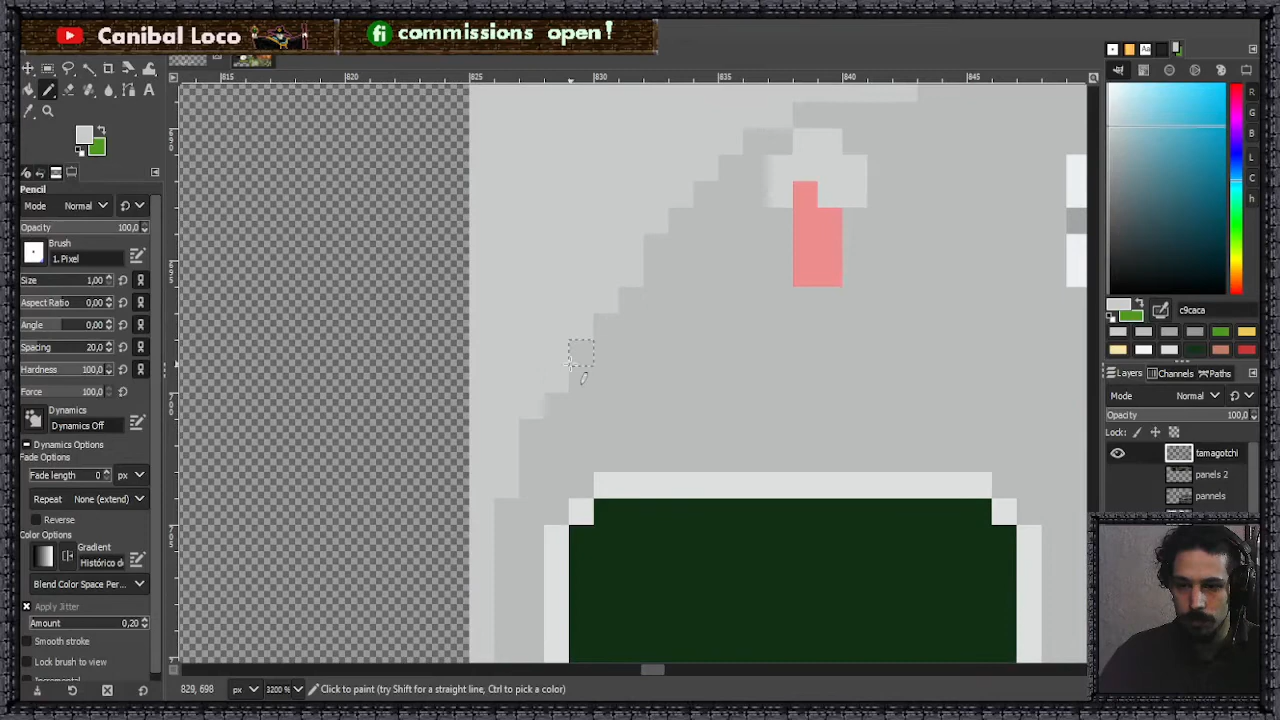 Canibal Loco
fi commissions open!
815 820 825 830 835 840 845
Pencil
Mode Normal
Opacity 100,0
Brush
1. Pixel
Size 1,00
Aspect Ratio 0,00
Angle 0,00
Spacing 20,0
Hardness 100,0
Force 100,0
Dynamics
Dynamics Off
Dynamics Options
Fade Options
Fade length 0 px
Repeat None (extend)
Reverse
Color Options
Gradient
Histórico d
Blend Color Space Per...
Apply Jitter
Amount 0,20
Smooth stroke
Lock brush to view
Incremental
R
G
B
L
C
h
c9caca
Layers Channels Paths
Mode Normal
Opacity 100,0
Lock:
tamagotchi
panels 2
pannels
829, 698 px 3200 % Click to paint (try Shift for a straight line, Ctrl to pick a color)